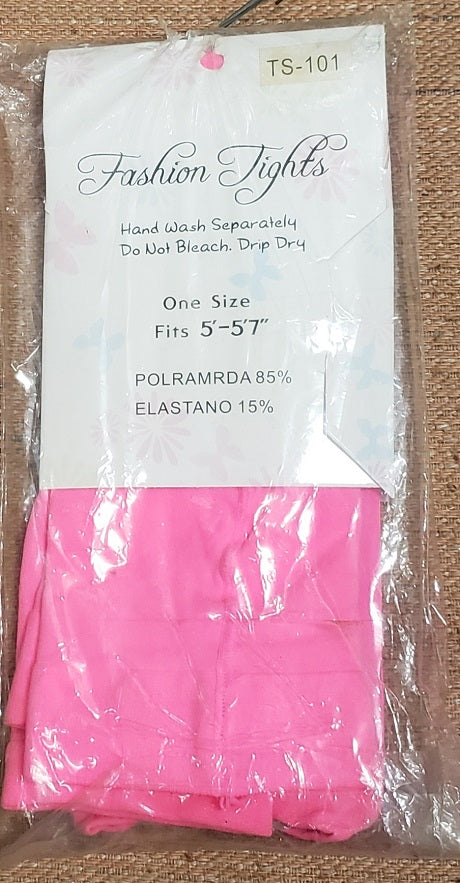 TS-101
Fashion Tights
Hand Wash Separately
Do Not Bleach. Drip Dry
One Size
Fits 5'-5'7"
POLRAMRDA 85%
ELASTANO 15%